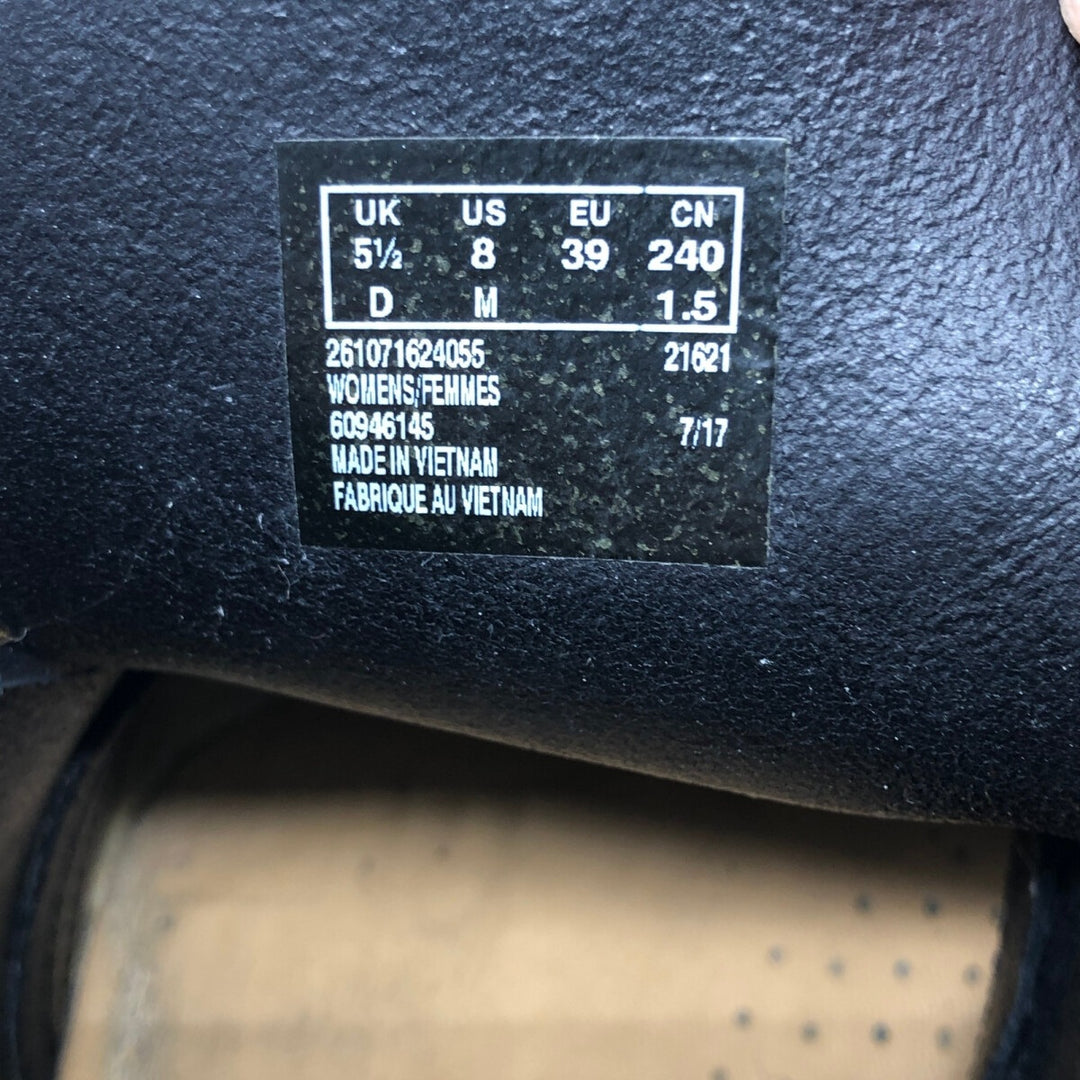 UK US EU CN
5½ 8 39 240
D M 1.5
261071624055 21621
WOMENS/FEMMES
60946145 7/17
MADE IN VIETNAM
FABRIQUE AU VIETNAM